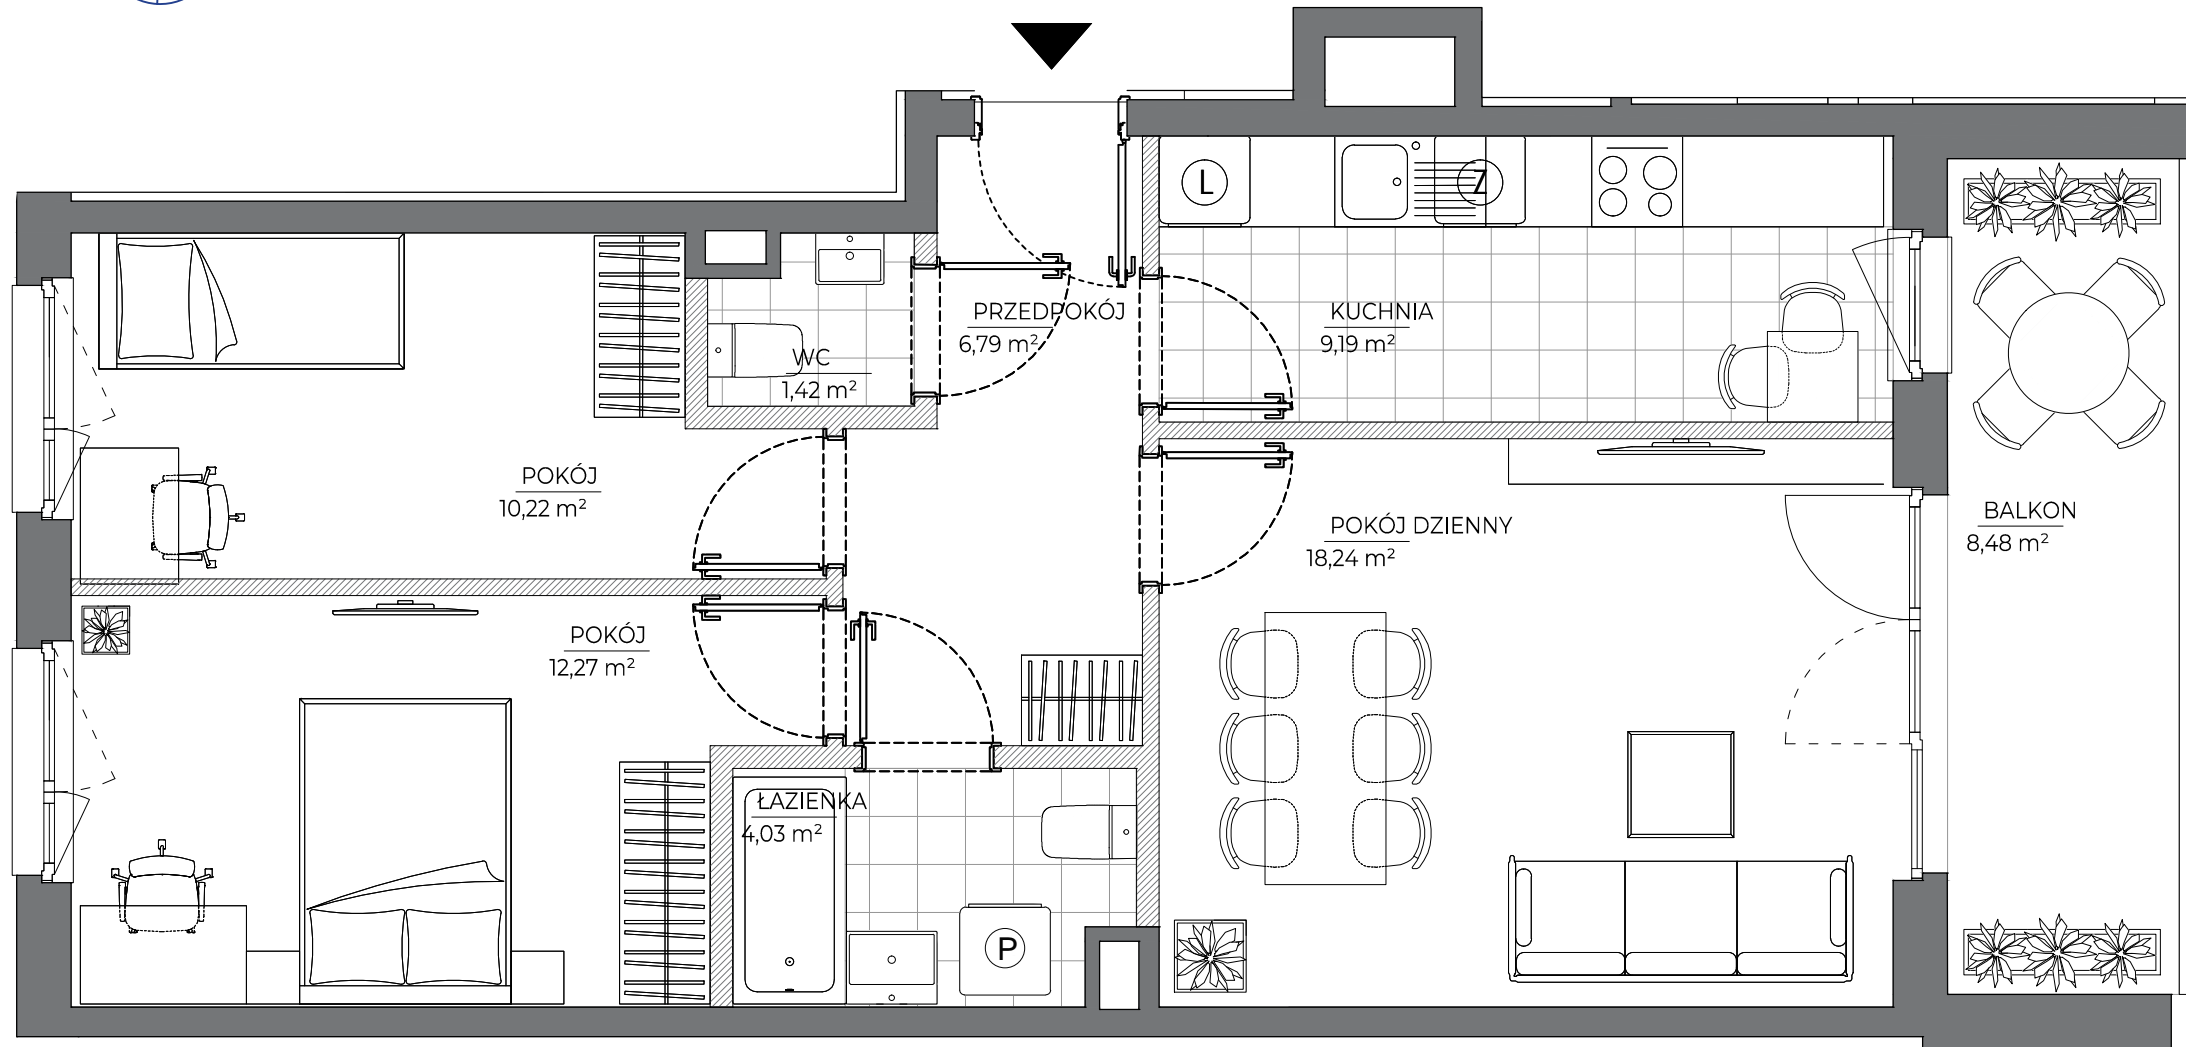 L
Z
PRZEDPOKÓJ
6,79 m²
KUCHNIA
9,19 m²
WC
1,42 m²
POKÓJ
10,22 m²
POKÓJ DZIENNY
18,24 m²
BALKON
8,48 m²
POKÓJ
12,27 m²
ŁAZIENKA
4,03 m²
P